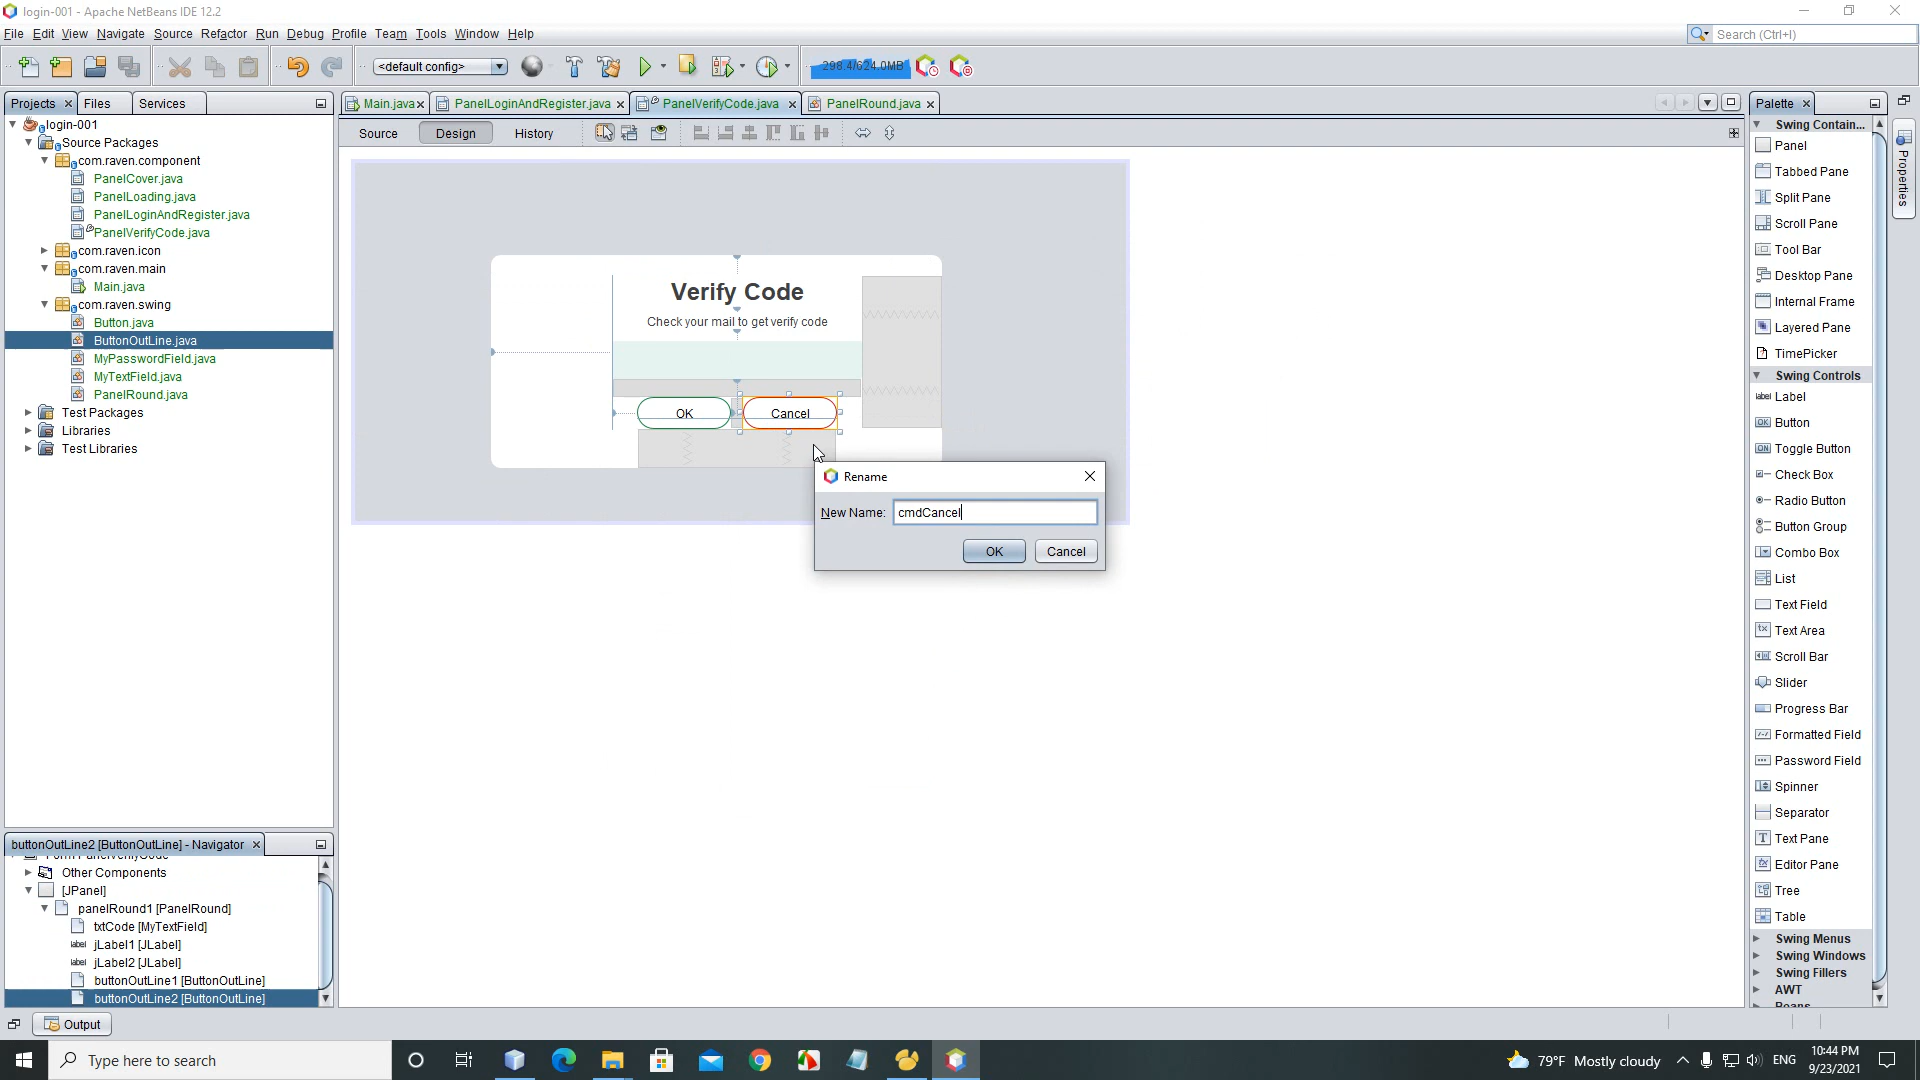 login-001 - Apache NetBeans IDE 12.2
File Edit View Navigate Source Refactor Run Debug Profile Team Tools Window Help
Search (Ctrl+I)
<default config>
298.4/624.0MB
Projects Files Services
Main.java PanelLoginAndRegister.java PanelVerifyCode.java PanelRound.java
Palette
Source Design History
login-001
Source Packages
com.raven.component
PanelCover.java
PanelLoading.java
PanelLoginAndRegister.java
PanelVerifyCode.java
com.raven.icon
com.raven.main
Main.java
com.raven.swing
Button.java
ButtonOutLine.java
MyPasswordField.java
MyTextField.java
PanelRound.java
Test Packages
Libraries
Test Libraries
Verify Code
Check your mail to get verify code
OK Cancel
Rename
New Name: cmdCancel
OK Cancel
Swing Contain...
Panel
Tabbed Pane
Split Pane
Scroll Pane
Tool Bar
Desktop Pane
Internal Frame
Layered Pane
TimePicker
Swing Controls
Label
Button
Toggle Button
Check Box
Radio Button
Button Group
Combo Box
List
Text Field
Text Area
Scroll Bar
Slider
Progress Bar
Formatted Field
Password Field
Spinner
Separator
Text Pane
Editor Pane
Tree
Table
Swing Menus
Swing Windows
Swing Fillers
AWT
Beans
Properties
buttonOutLine2 [ButtonOutLine] - Navigator
Form PanelVerifyCode
Other Components
[JPanel]
panelRound1 [PanelRound]
txtCode [MyTextField]
label jLabel1 [JLabel]
label jLabel2 [JLabel]
buttonOutLine1 [ButtonOutLine]
buttonOutLine2 [ButtonOutLine]
Output
Type here to search
79°F Mostly cloudy
ENG
10:44 PM
9/23/2021